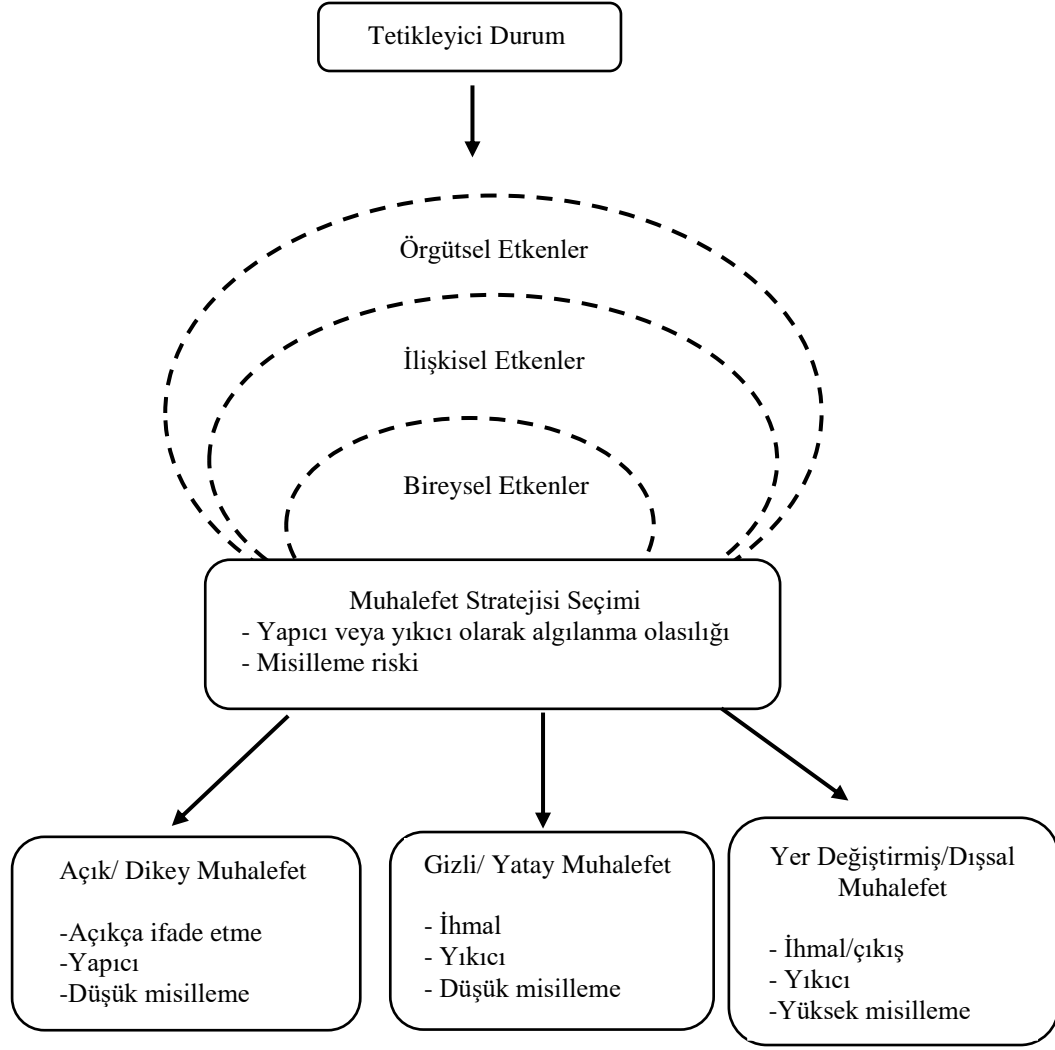 Tetikleyici Durum
Örgütsel Etkenler
İlişkisel Etkenler
Bireysel Etkenler
Muhalefet Stratejisi Seçimi
- Yapıcı veya yıkıcı olarak algılanma olasılığı
- Misilleme riski
Açık/ Dikey Muhalefet
-Açıkça ifade etme
-Yapıcı
-Düşük misilleme
Gizli/ Yatay Muhalefet
- İhmal
- Yıkıcı
- Düşük misilleme
Yer Değiştirmiş/Dışsal
Muhalefet
- İhmal/çıkış
- Yıkıcı
-Yüksek misilleme